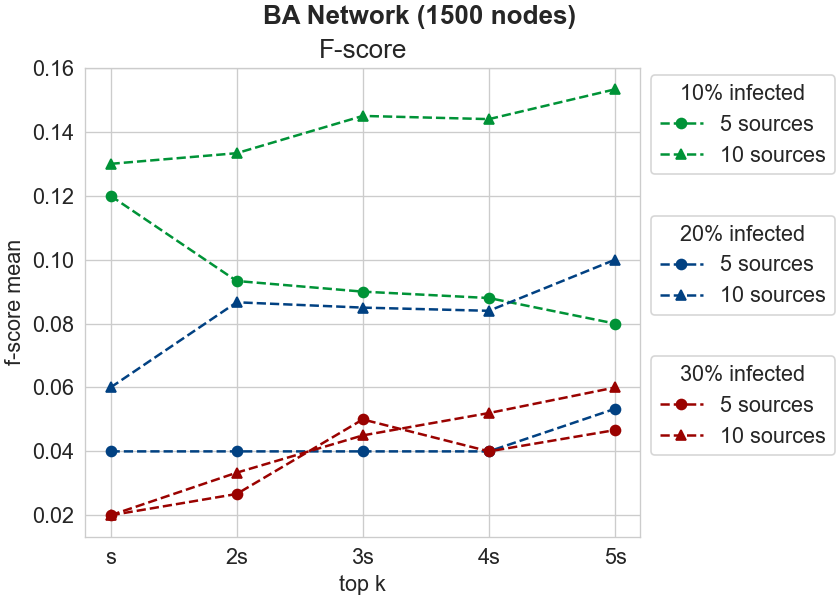 BA Network (1500 nodes)
F-score
0.16
0.14
0.12
0.10
0.08
0.06
0.04
0.02
f-score mean
s 2s 3s 4s 5s
top k
10% infected
5 sources
10 sources
20% infected
5 sources
10 sources
30% infected
5 sources
10 sources